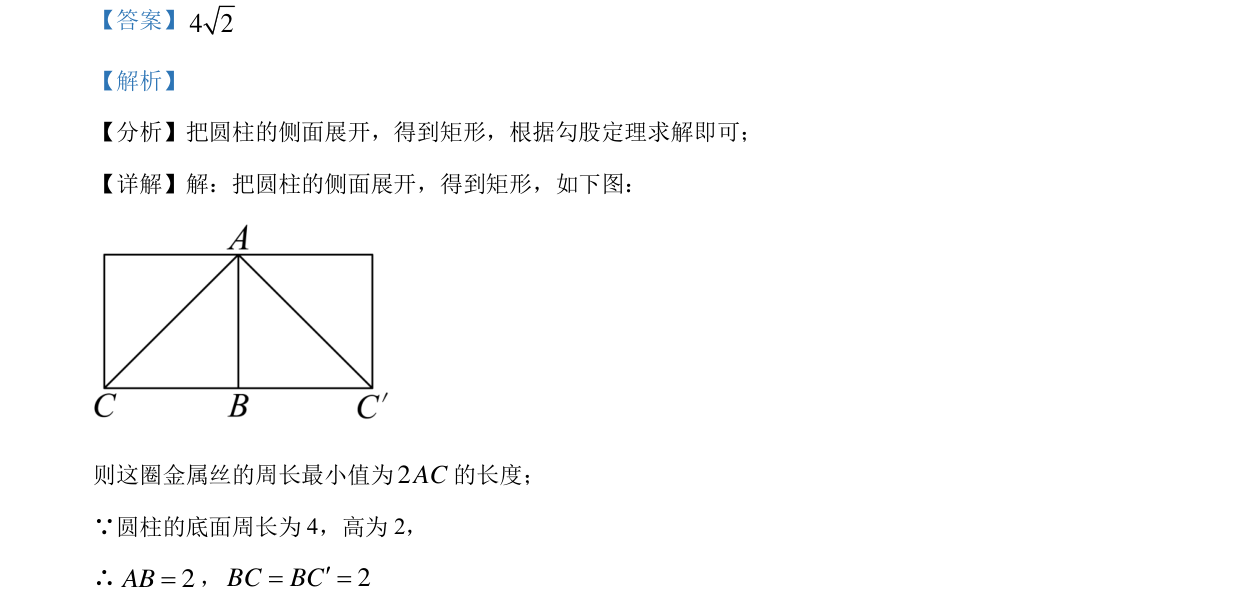 【答案】4√2
【解析】
【分析】把圆柱的侧面展开，得到矩形，根据勾股定理求解即可；
【详解】解：把圆柱的侧面展开，得到矩形，如下图：
A
C B C′
则这圈金属丝的周长最小值为2AC的长度；
∵圆柱的底面周长为4，高为2，
∴AB=2，BC=BC′=2